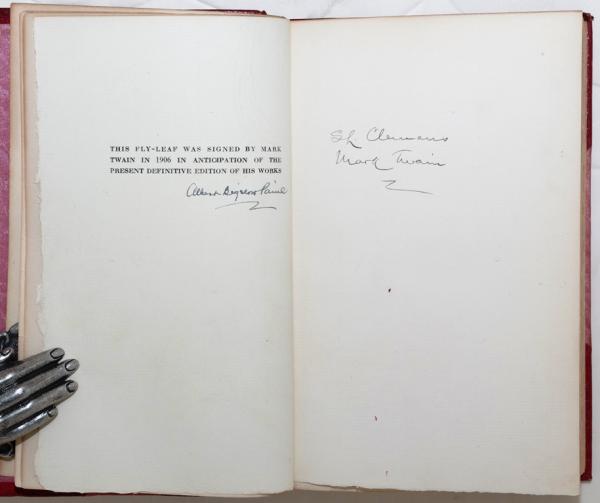 THIS FLY-LEAF WAS SIGNED BY MARK
TWAIN IN 1906 IN ANTICIPATION OF THE
PRESENT DEFINITIVE EDITION OF HIS WORKS
Albert Bigelow Paine
SL. Clemens
Mark Twain